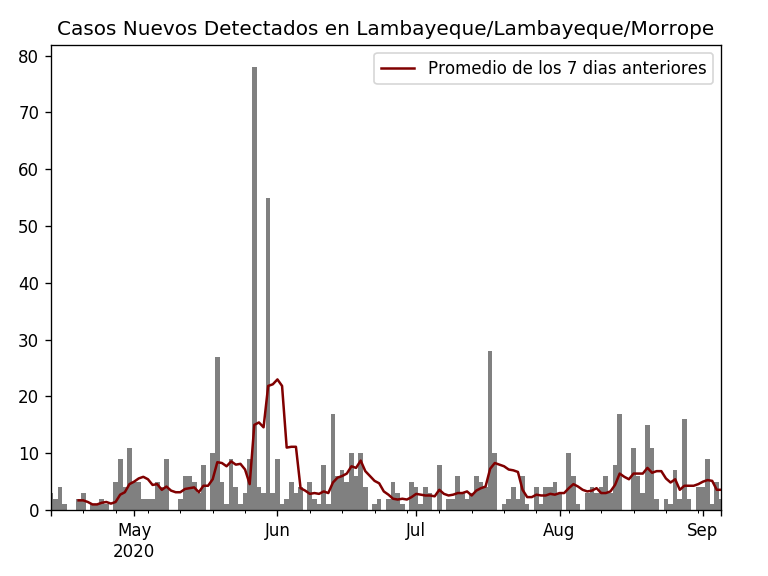 Casos Nuevos Detectados en Lambayeque/Lambayeque/Morrope
Promedio de los 7 dias anteriores
80
70
60
50
40
30
20
10
0
May
2020
Jun
Jul
Aug
Sep